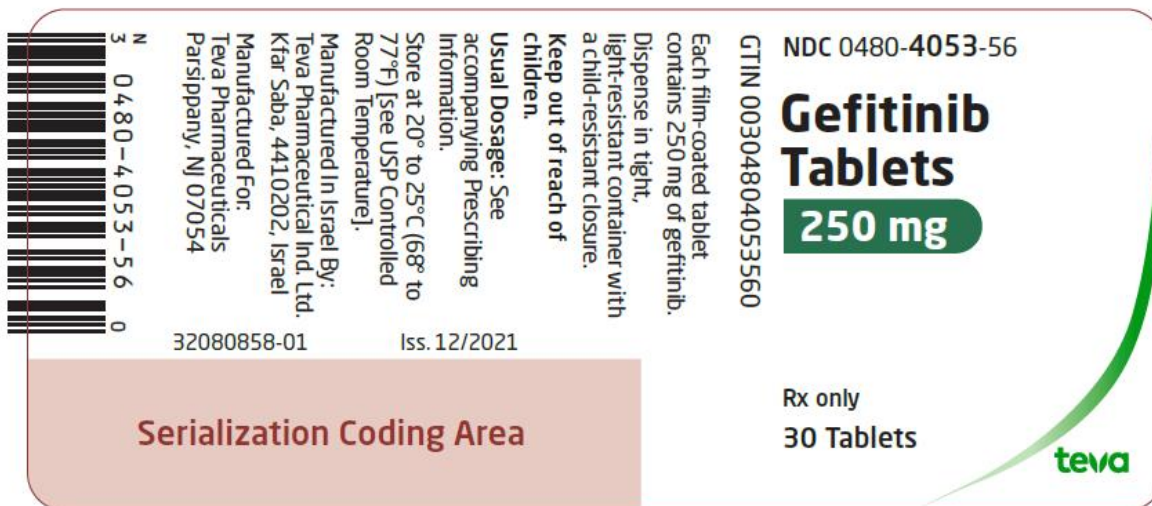 NDC 0480-4053-56
Gefitinib
Tablets
250 mg
Rx only
30 Tablets
teva
GTIN 00304804053560
Each film-coated tablet
contains 250 mg of gefitinib.
Dispense in tight,
light-resistant container with
a child-resistant closure.
Keep out of reach of
children.
Usual Dosage: See
accompanying Prescribing
Information.
Store at 20° to 25°C (68° to
77°F) [see USP Controlled
Room Temperature].
Manufactured In Israel By:
Teva Pharmaceutical Ind. Ltd.
Kfar Saba, 4410202, Israel
Manufactured For:
Teva Pharmaceuticals
Parsippany, NJ 07054
N
3 0480-4053-56 0
32080858-01
Iss. 12/2021
Serialization Coding Area